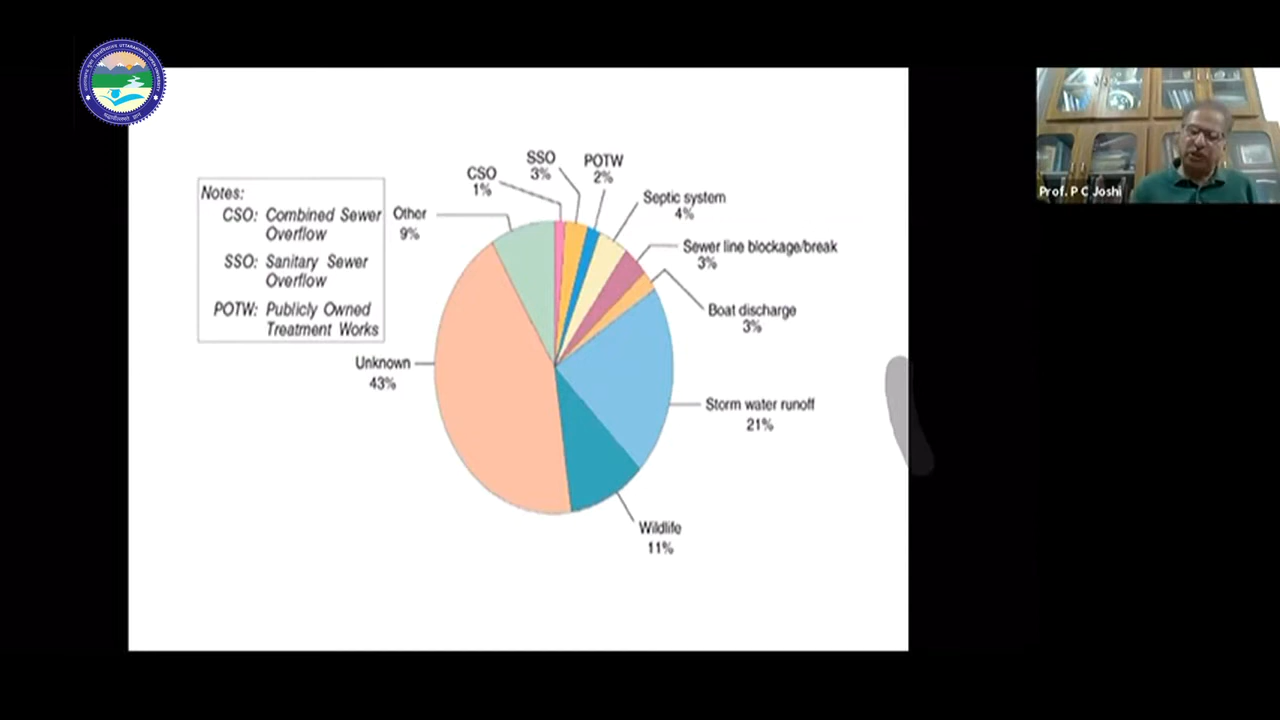 Notes:
CSO: Combined Sewer
Overflow
SSO: Sanitary Sewer
Overflow
POTW: Publicly Owned
Treatment Works
CSO
1%
SSO
3%
POTW
2%
Septic system
4%
Sewer line blockage/break
3%
Boat discharge
3%
Storm water runoff
21%
Wildlife
11%
Unknown
43%
Other
9%
Prof. P C Joshi